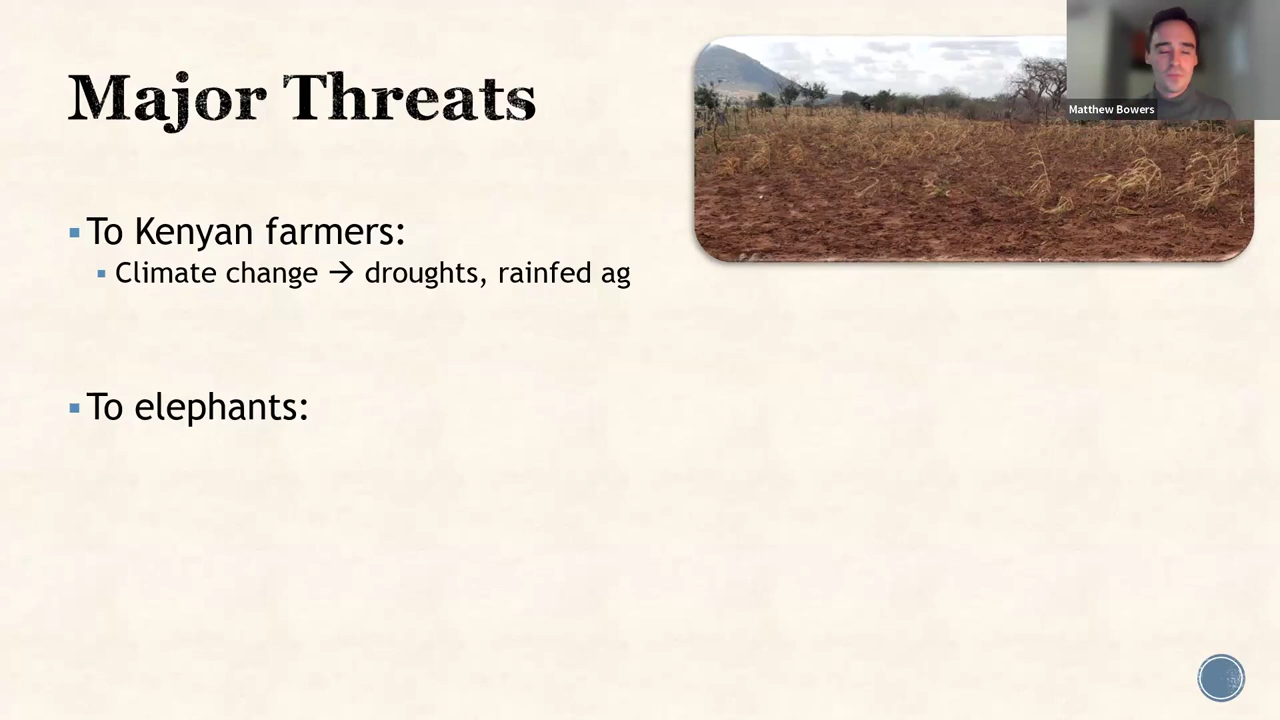 Major Threats
Matthew Bowers
To Kenyan farmers:
Climate change → droughts, rainfed ag
To elephants: